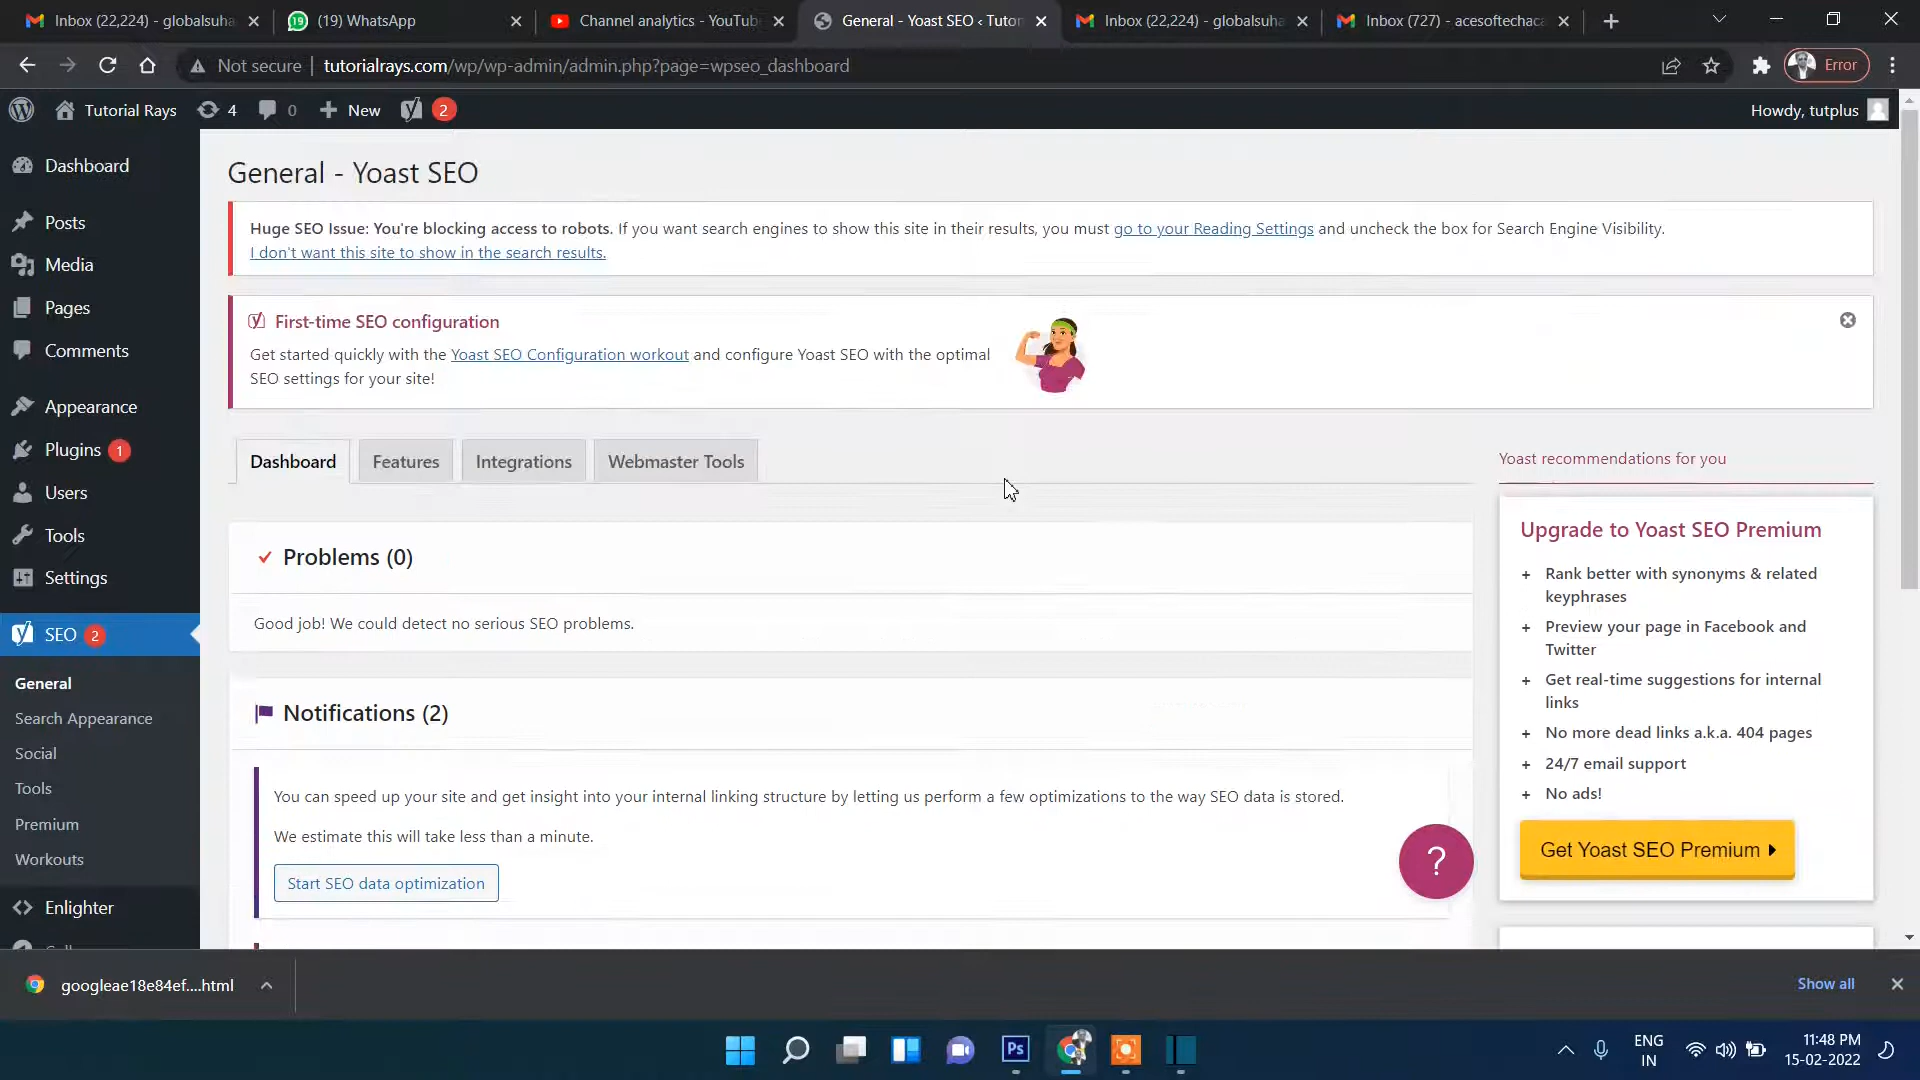 Inbox (22,224) - globalsuha
(19) WhatsApp
Channel analytics - YouTub
General - Yoast SEO ‹ Tutor
Inbox (22,224) - globalsuha
Inbox (727) - acesoftechaca
Not secure
tutorialrays.com/wp/wp-admin/admin.php?page=wpseo_dashboard
Error
Tutorial Rays
4
0
New
2
Howdy, tutplus
Dashboard
Posts
Media
Pages
Comments
Appearance
Plugins 1
Users
Tools
Settings
SEO 2
General
Search Appearance
Social
Tools
Premium
Workouts
Enlighter
General - Yoast SEO
Huge SEO Issue: You're blocking access to robots. If you want search engines to show this site in their results, you must go to your Reading Settings and uncheck the box for Search Engine Visibility.
I don't want this site to show in the search results.
First-time SEO configuration
Get started quickly with the Yoast SEO Configuration workout and configure Yoast SEO with the optimal
SEO settings for your site!
Dashboard
Features
Integrations
Webmaster Tools
Problems (0)
Good job! We could detect no serious SEO problems.
Notifications (2)
You can speed up your site and get insight into your internal linking structure by letting us perform a few optimizations to the way SEO data is stored.
We estimate this will take less than a minute.
Start SEO data optimization
Yoast recommendations for you
Upgrade to Yoast SEO Premium
+ Rank better with synonyms & related
keyphrases
+ Preview your page in Facebook and
Twitter
+ Get real-time suggestions for internal
links
+ No more dead links a.k.a. 404 pages
+ 24/7 email support
+ No ads!
Get Yoast SEO Premium
?
googleae18e84ef....html
Show all
Ps
ENG
IN
11:48 PM
15-02-2022